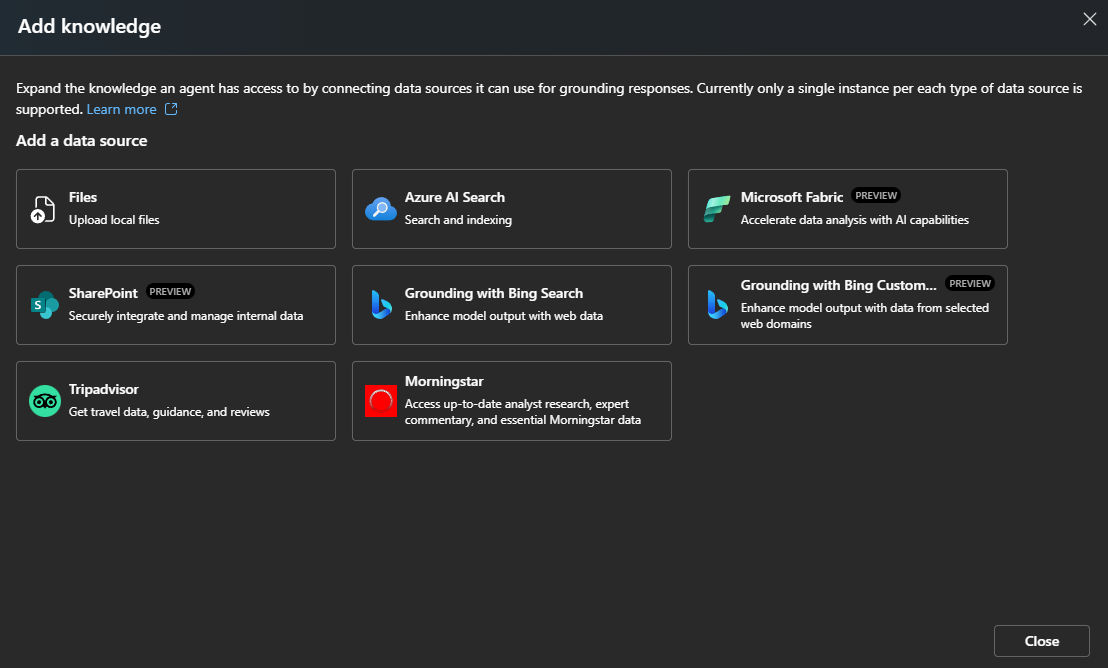 Add knowledge
Expand the knowledge an agent has access to by connecting data sources it can use for grounding responses. Currently only a single instance per each type of data source is
supported. Learn more
Add a data source
Files
Upload local files
Azure AI Search
Search and indexing
Microsoft Fabric PREVIEW
Accelerate data analysis with AI capabilities
S
SharePoint PREVIEW
Securely integrate and manage internal data
Grounding with Bing Search
Enhance model output with web data
Grounding with Bing Custom... PREVIEW
Enhance model output with data from selected
web domains
Tripadvisor
Get travel data, guidance, and reviews
Morningstar
Access up-to-date analyst research, expert
commentary, and essential Morningstar data
Close